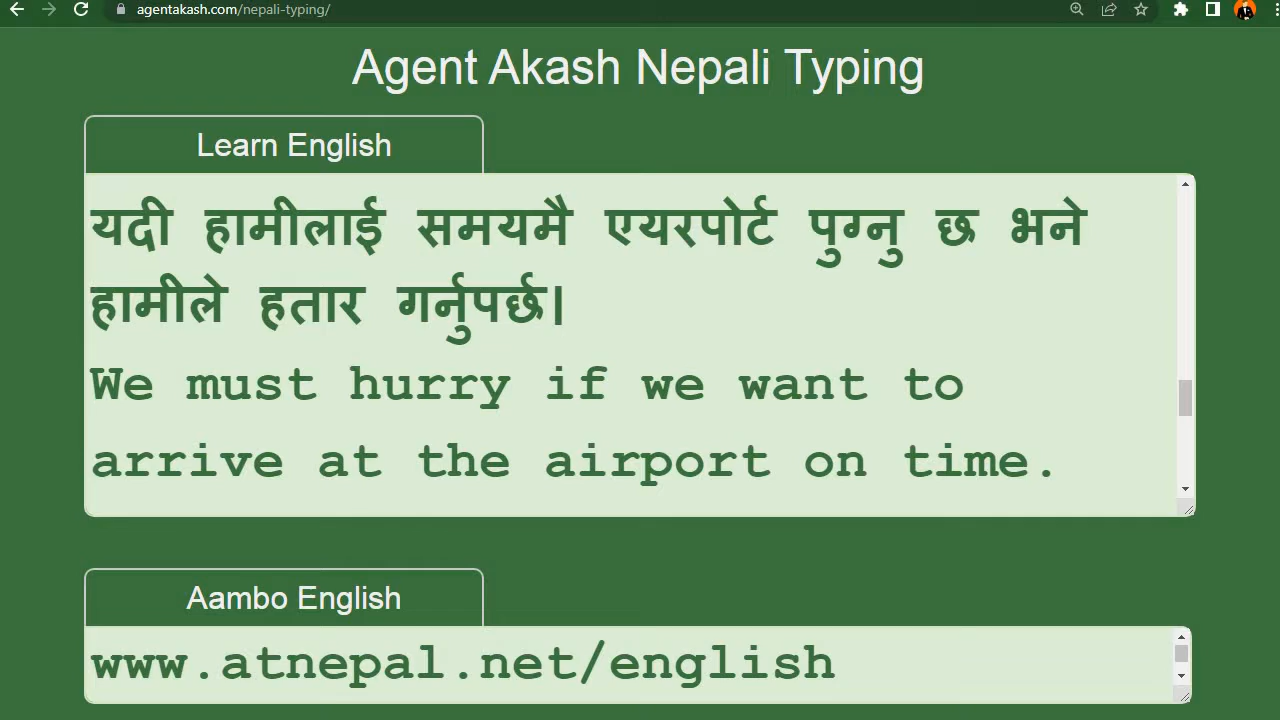 agentakash.com/nepali-typing/
Agent Akash Nepali Typing
Learn English
यदी हामीलाई समयमै एयरपोर्ट पुग्नु छ भने
हामीले हतार गर्नुपर्छ।
We must hurry if we want to
arrive at the airport on time.
Aambo English
www.atnepal.net/english